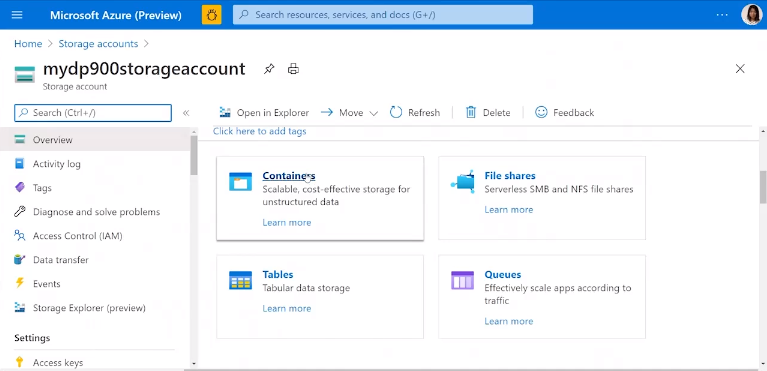 Microsoft Azure (Preview)
Search resources, services, and docs (G+/)
Home > Storage accounts >
mydp900storageaccount
Storage account
Search (Ctrl+/)
«
Open in Explorer
Move
Refresh
Delete
Feedback
Overview
Activity log
Tags
Diagnose and solve problems
Access Control (IAM)
Data transfer
Events
Storage Explorer (preview)
Settings
Access keys
Click here to add tags
Containers
Scalable, cost-effective storage for
unstructured data
Learn more
File shares
Serverless SMB and NFS file shares
Learn more
Tables
Tabular data storage
Learn more
Queues
Effectively scale apps according to
traffic
Learn more